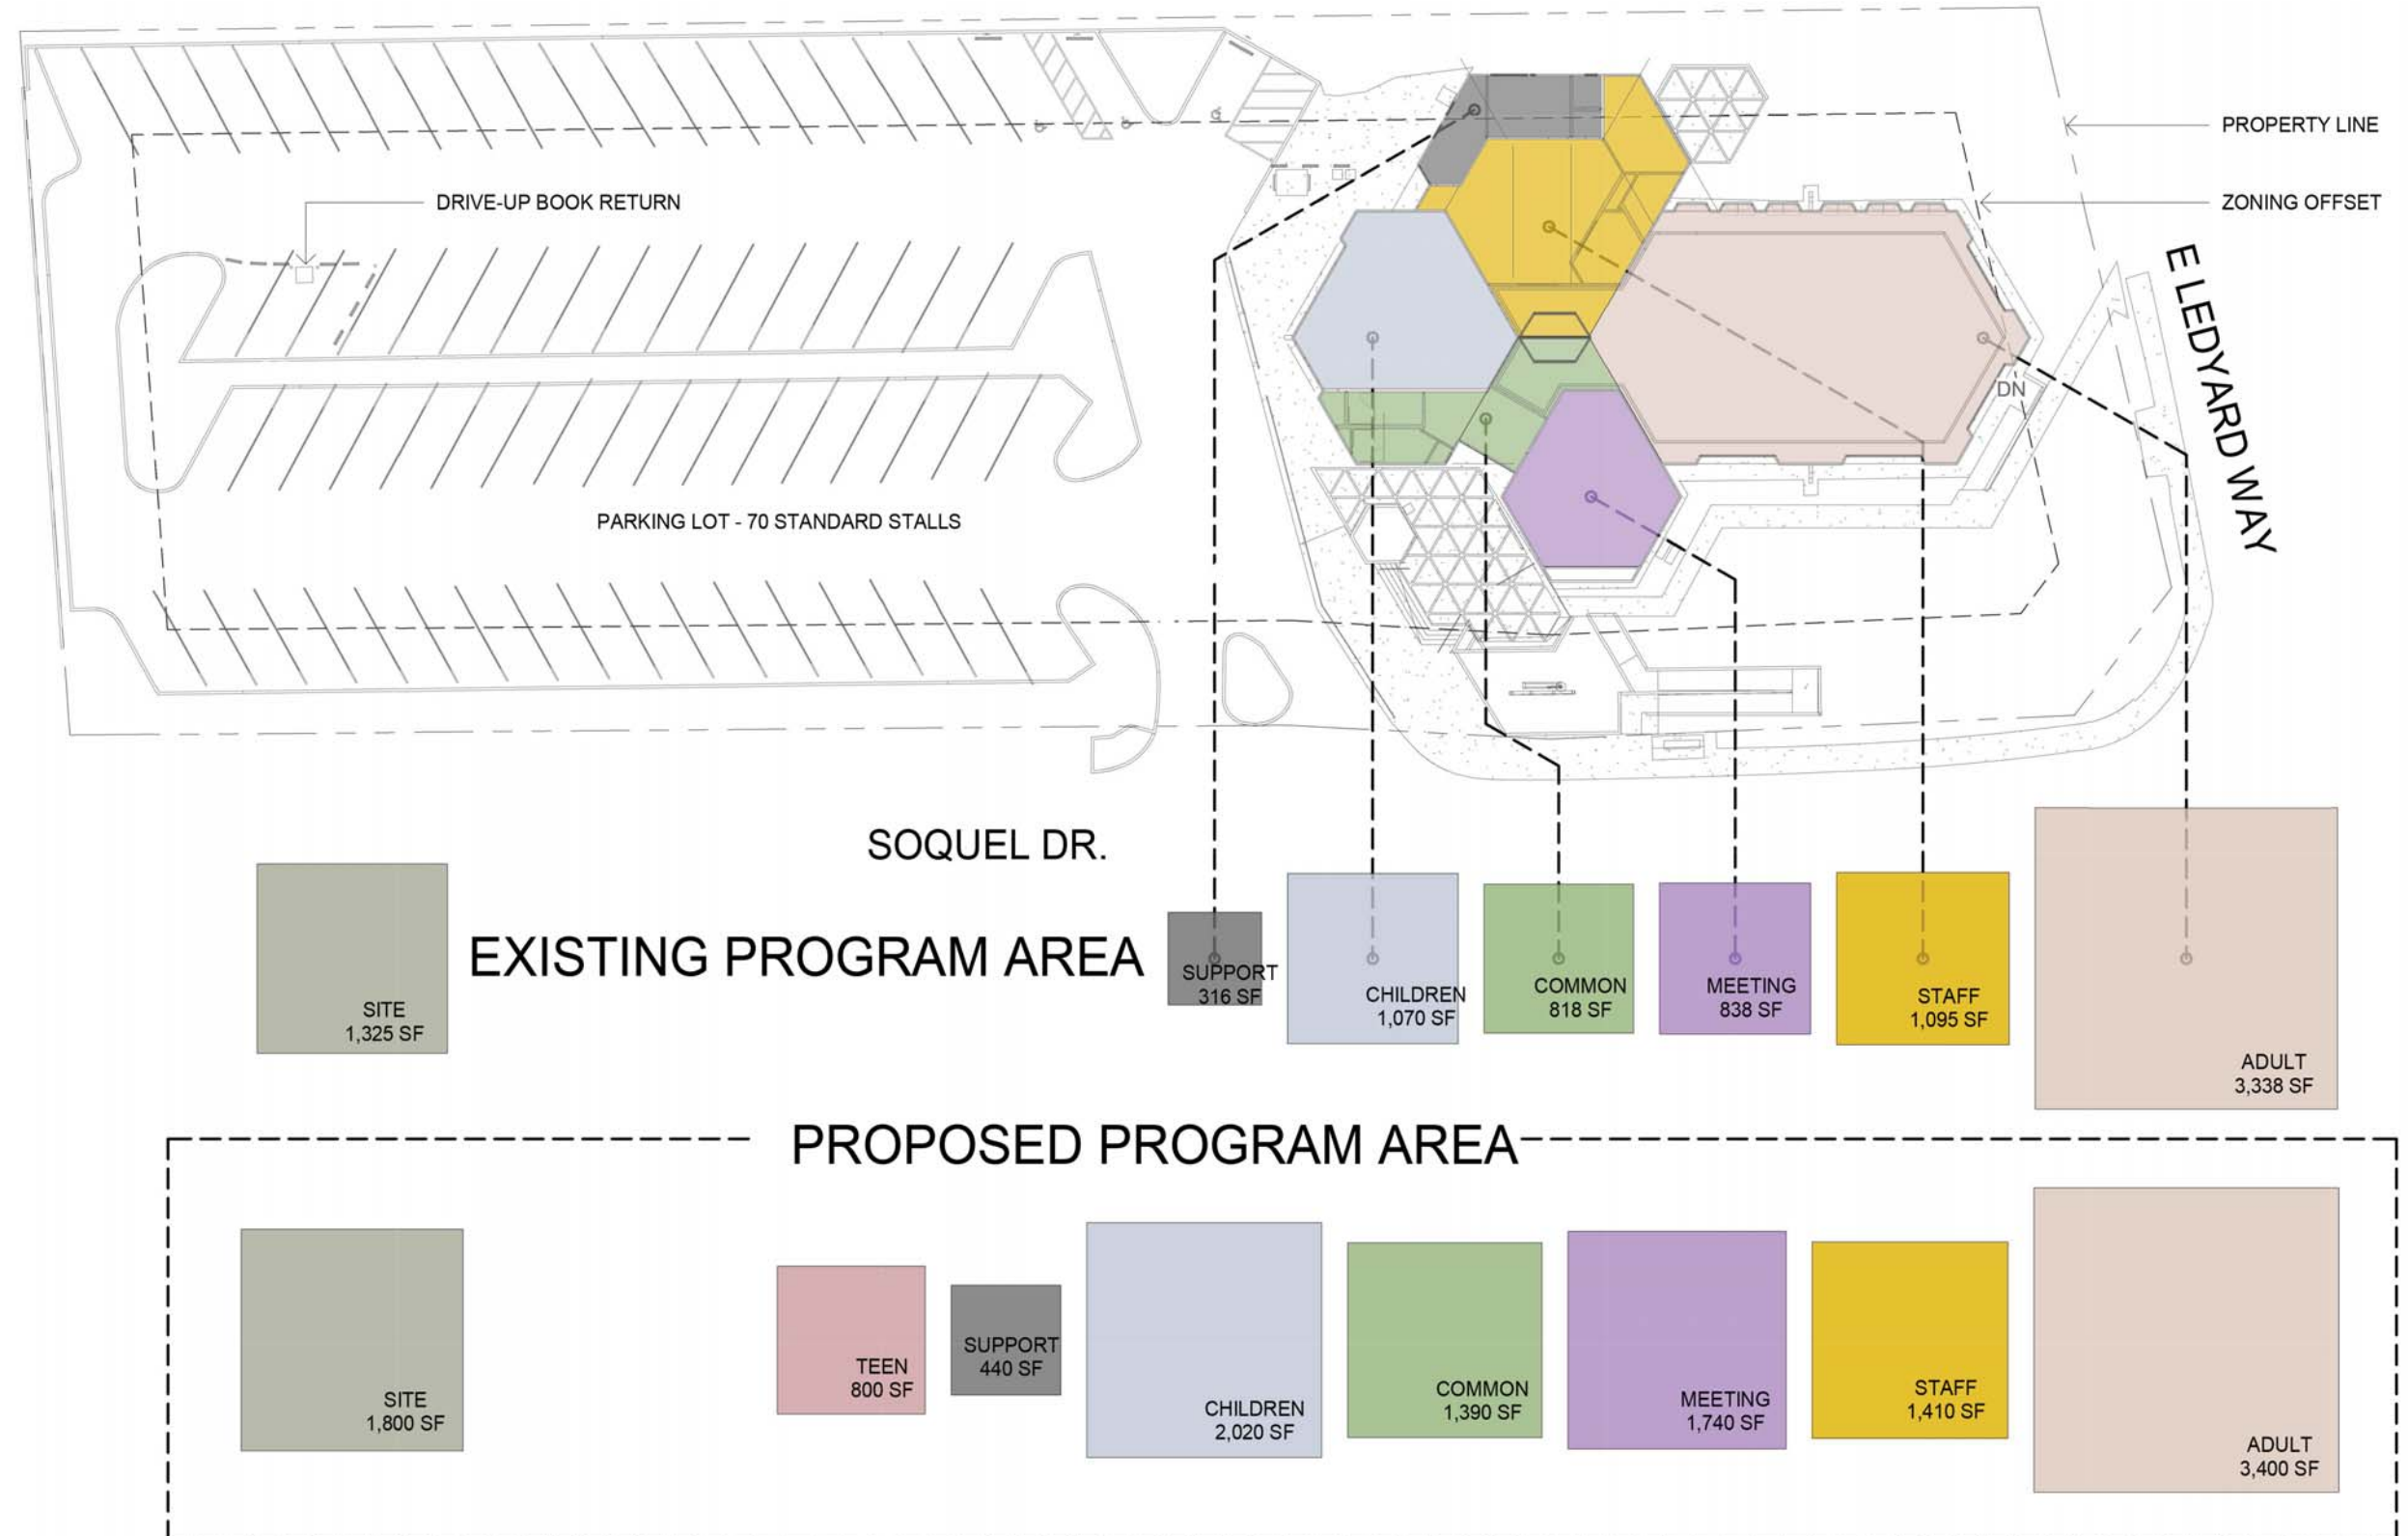 PROPERTY LINE
DRIVE-UP BOOK RETURN
ZONING OFFSET
E LEDYARD WAY
DN
PARKING LOT - 70 STANDARD STALLS
SOQUEL DR.
EXISTING PROGRAM AREA
SITE
1,325 SF
SUPPORT
316 SF
CHILDREN
1,070 SF
COMMON
818 SF
MEETING
838 SF
STAFF
1,095 SF
ADULT
3,338 SF
PROPOSED PROGRAM AREA
SITE
1,800 SF
TEEN
800 SF
SUPPORT
440 SF
CHILDREN
2,020 SF
COMMON
1,390 SF
MEETING
1,740 SF
STAFF
1,410 SF
ADULT
3,400 SF